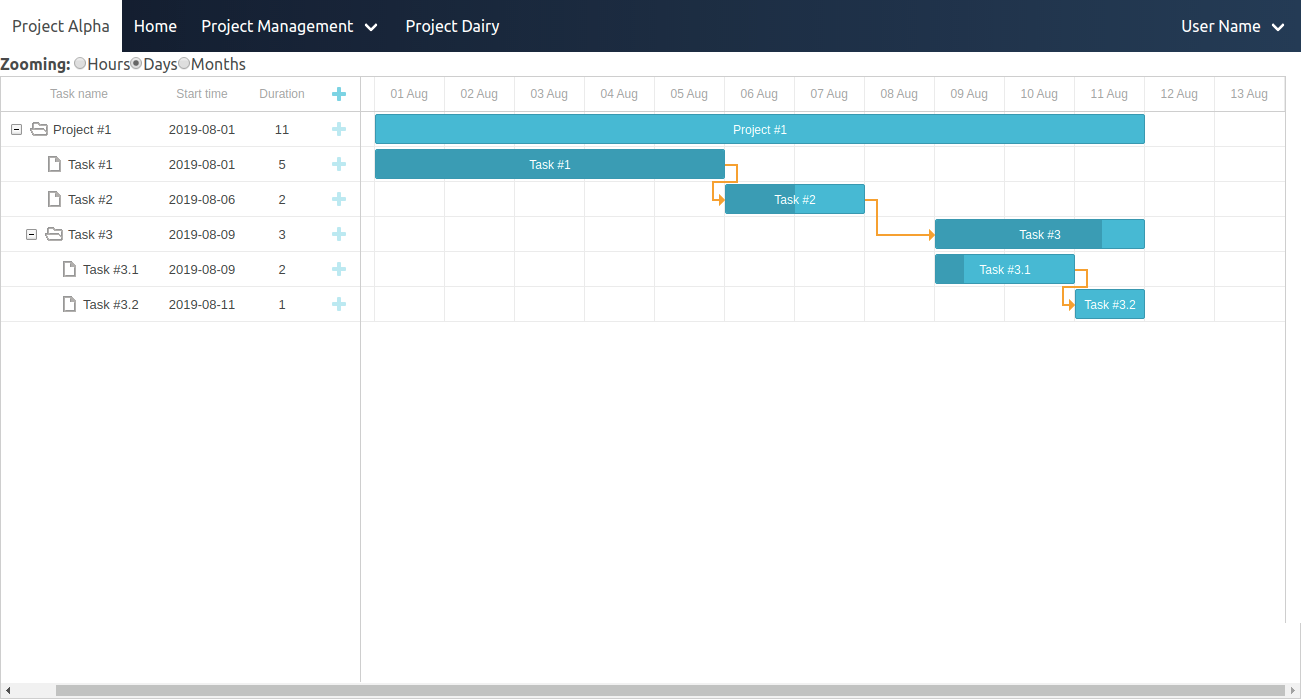 Project Alpha Home Project Management Project Dairy User Name
Zooming: Hours Days Months
Task name Start time Duration 01 Aug 02 Aug 03 Aug 04 Aug 05 Aug 06 Aug 07 Aug 08 Aug 09 Aug 10 Aug 11 Aug 12 Aug 13 Aug
Project #1 2019-08-01 11 Project #1
Task #1 2019-08-01 5 Task #1
Task #2 2019-08-06 2 Task #2
Task #3 2019-08-09 3 Task #3
Task #3.1 2019-08-09 2 Task #3.1
Task #3.2 2019-08-11 1 Task #3.2